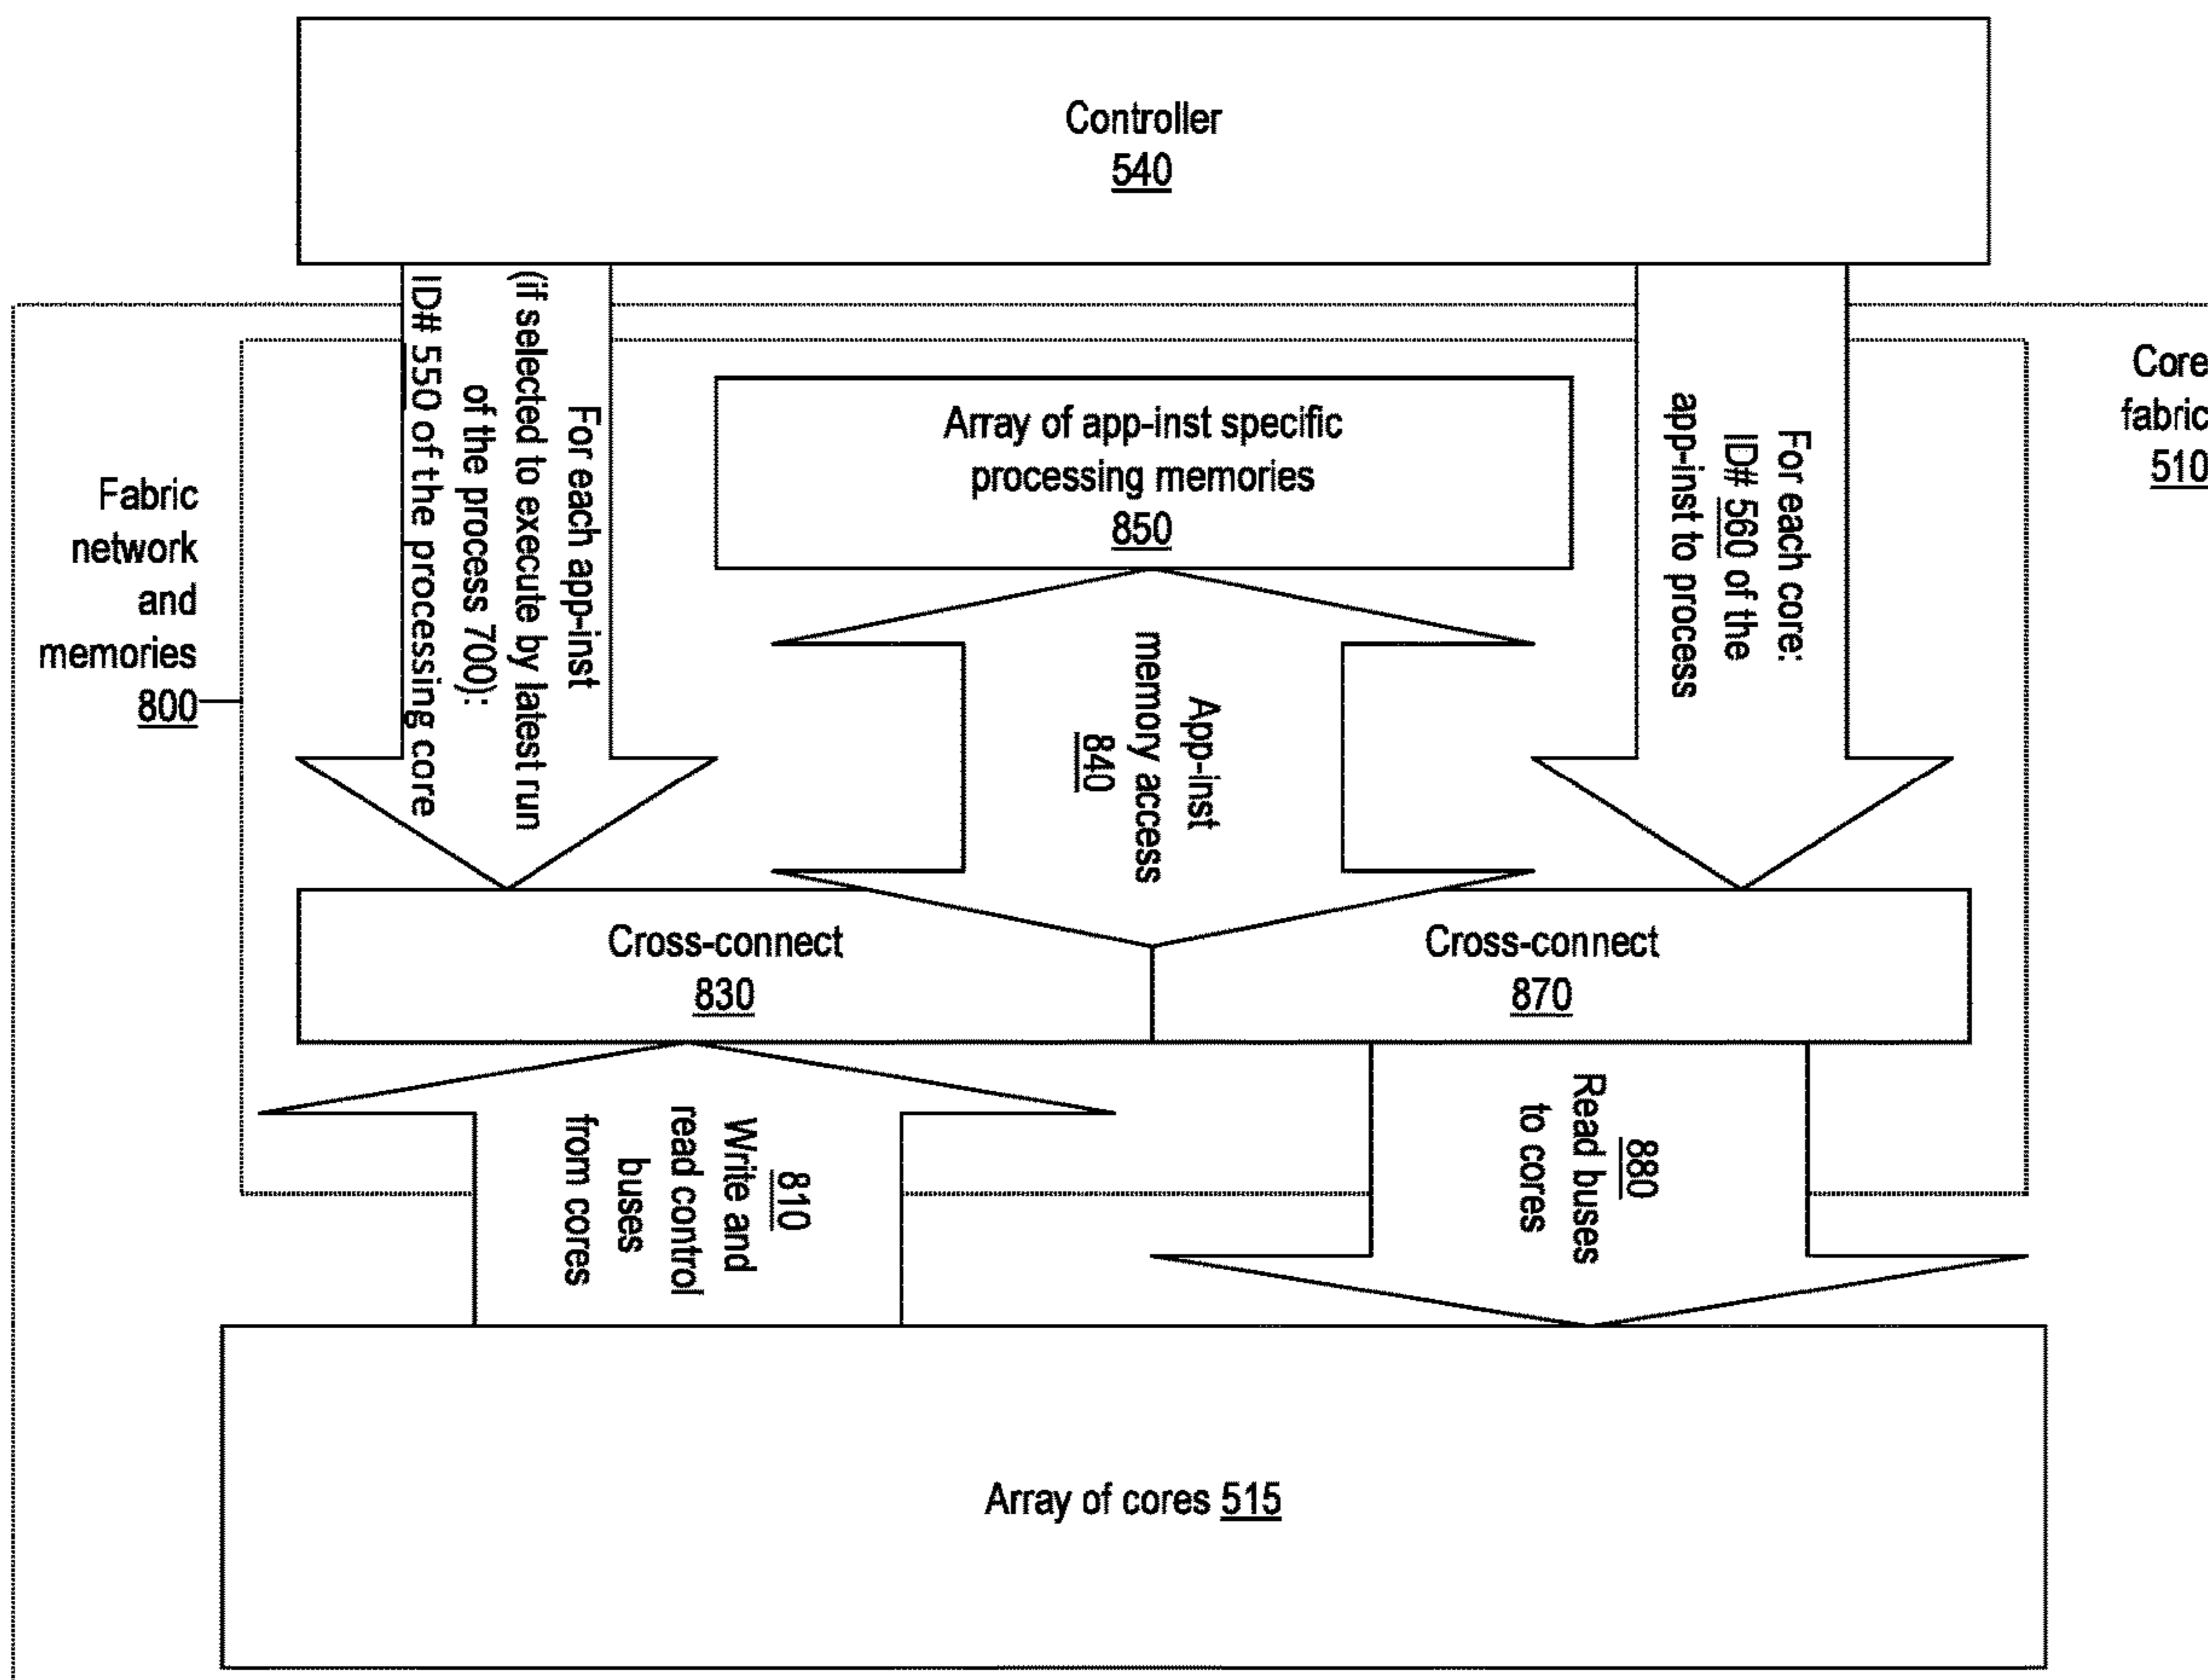 Controller
540
For each app-inst
(if selected to execute by latest run
of the process 700):
ID# 550 of the processing core
For each core:
ID# 560 of the
app-inst to process
Core
fabric
510
Array of app-inst specific
processing memories
850
Fabric
network
and
memories
800
App-inst
memory access
840
Cross-connect
830
Cross-connect
870
810
Write and
read control
buses
from cores
880
Read buses
to cores
Array of cores 515